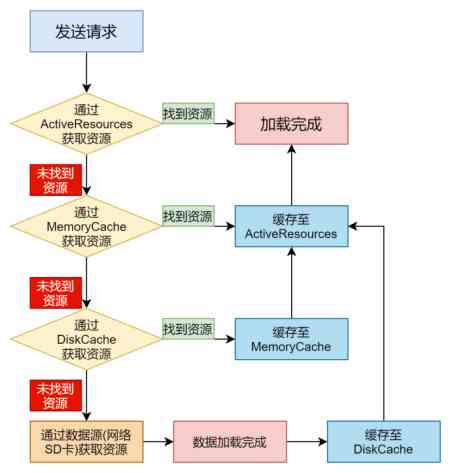 发送请求
通过
ActiveResources
获取资源
找到资源
加载完成
未找到
资源
通过
MemoryCache
获取资源
找到资源
缓存至
ActiveResources
未找到
资源
通过
DiskCache
获取资源
找到资源
缓存至
MemoryCache
未找到
资源
通过数据源(网络
SD卡)获取资源
数据加载完成
缓存至
DiskCache